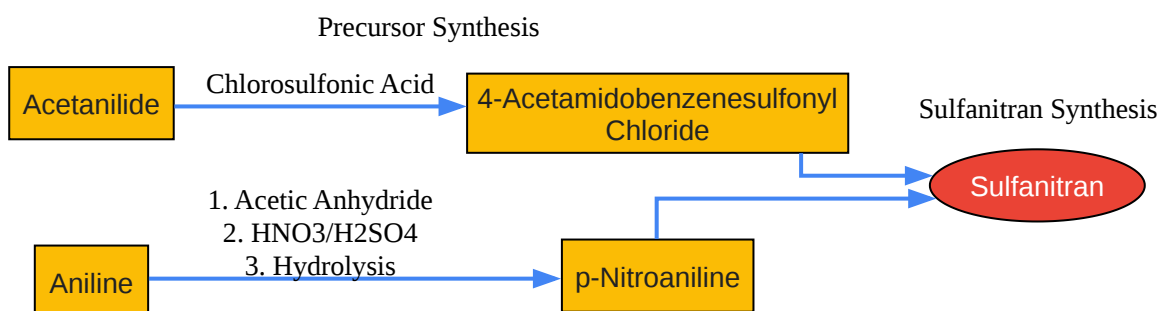 Precursor Synthesis
Acetanilide
Chlorosulfonic Acid
4-Acetamidobenzenesulfonyl
Chloride
Sulfanitran Synthesis
Sulfanitran
Aniline
1. Acetic Anhydride
2. HNO3/H2SO4
3. Hydrolysis
p-Nitroaniline